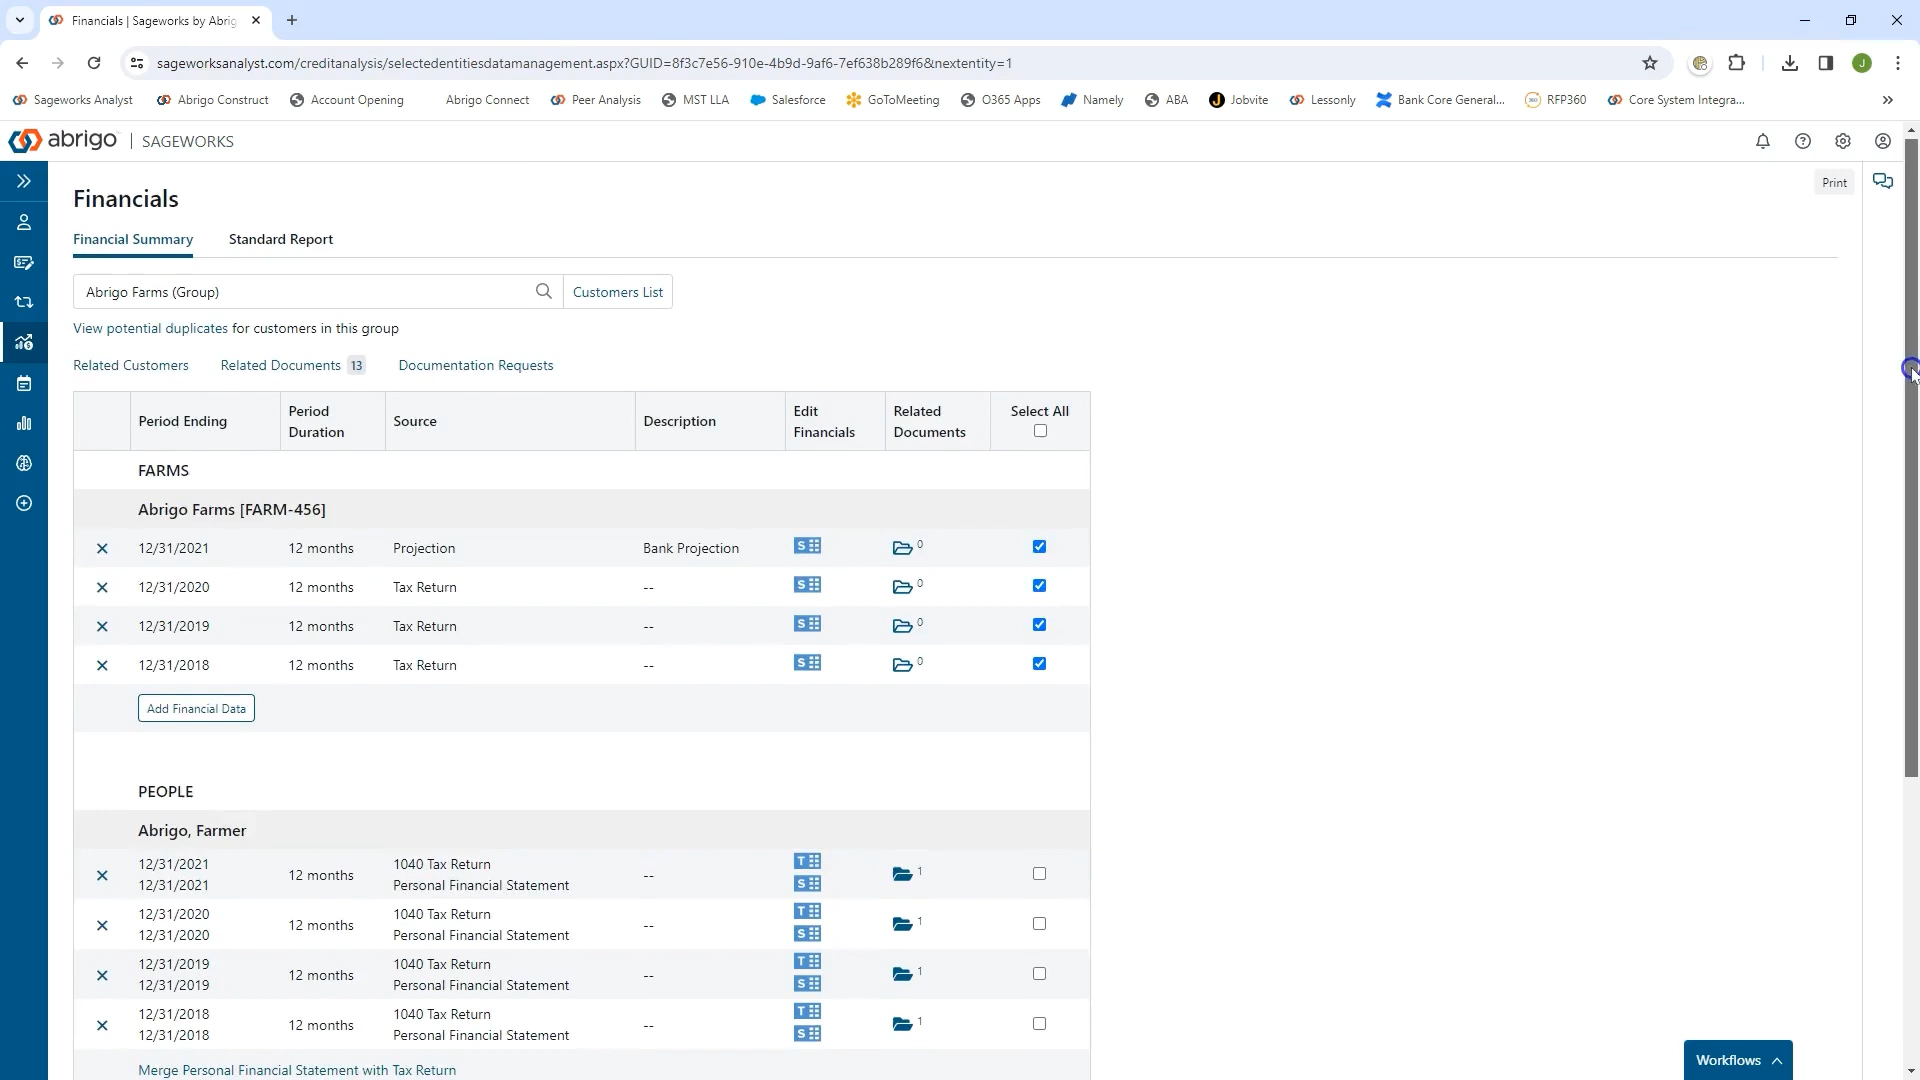 Financials | Sageworks by Abrig
sageworksanalyst.com/creditanalysis/selectedentitiesdatamanagement.aspx?GUID=8f3c7e56-910e-4b9d-9af6-7ef638b289f6&nextentity=1
J
Sageworks Analyst Abrigo Construct Account Opening Abrigo Connect Peer Analysis MST LLA Salesforce GoToMeeting O365 Apps Namely ABA Jobvite Lessonly Bank Core General... RFP360 Core System Integra...
abrigo | SAGEWORKS
Print
Financials
Financial Summary Standard Report
Abrigo Farms (Group) Customers List
View potential duplicates for customers in this group
Related Customers Related Documents 13 Documentation Requests
Period Ending Period Duration Source Description Edit Financials Related Documents Select All
FARMS
Abrigo Farms [FARM-456]
12/31/2021 12 months Projection Bank Projection S 0
12/31/2020 12 months Tax Return -- S 0
12/31/2019 12 months Tax Return -- S 0
12/31/2018 12 months Tax Return -- S 0
Add Financial Data
PEOPLE
Abrigo, Farmer
12/31/2021 1040 Tax Return T
12 months -- 1
12/31/2021 Personal Financial Statement S
12/31/2020 1040 Tax Return T
12 months -- 1
12/31/2020 Personal Financial Statement S
12/31/2019 1040 Tax Return T
12 months -- 1
12/31/2019 Personal Financial Statement S
12/31/2018 1040 Tax Return T
12 months -- 1
12/31/2018 Personal Financial Statement S
Merge Personal Financial Statement with Tax Return
Workflows